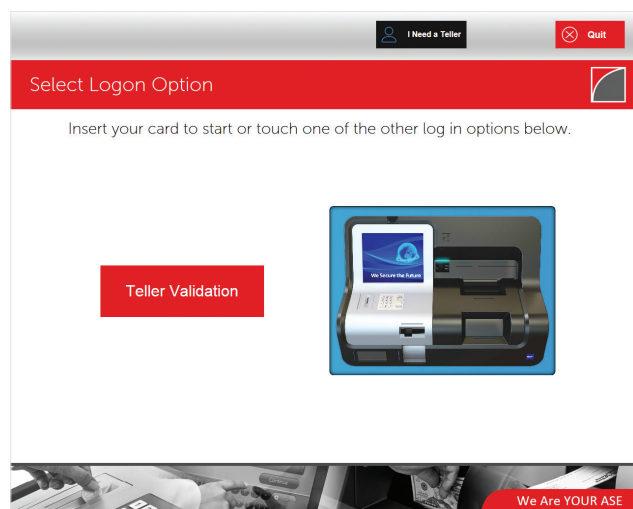 I Need a Teller
Quit
Select Logon Option
Insert your card to start or touch one of the other log in options below.
Teller Validation
We Secure the Future
Continue
We Are YOUR ASE